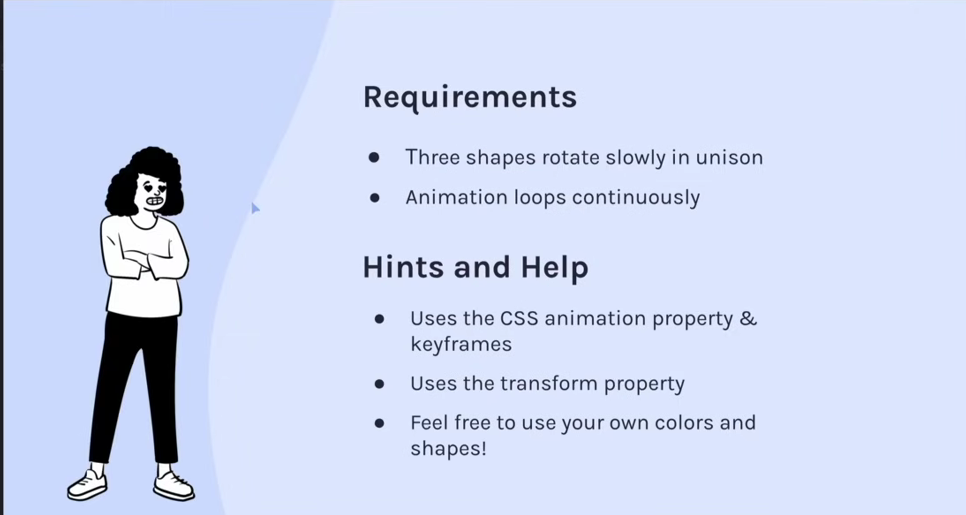 Requirements
● Three shapes rotate slowly in unison
● Animation loops continuously
Hints and Help
● Uses the CSS animation property &
keyframes
● Uses the transform property
● Feel free to use your own colors and
shapes!